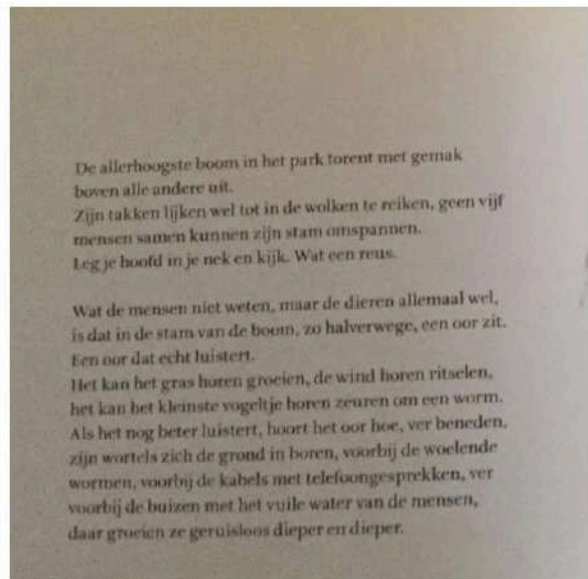 De allerhoogste boom in het park torent met gemak
boven alle andere uit.
Zijn takken lijken wel tot in de wolken te reiken, geen vijf
mensen samen kunnen zijn stam omspannen.
Leg je hoofd in je nek en kijk. Wat een reus.
Wat de mensen niet weten, maar de dieren allemaal wel,
is dat in de stam van de boom, zo halverwege, een oor zit.
Een oor dat echt luistert.
Het kan het gras horen groeien, de wind horen ritselen,
het kan het kleinste vogeltje horen zeuren om een worm.
Als het nog beter luistert, hoort het oor hoe, ver beneden,
zijn wortels zich de grond in boren, voorbij de woelende
wormen, voorbij de kabels met telefoongesprekken, ver
voorbij de buizen met het vuile water van de mensen,
daar groeien ze geruisloos dieper en dieper.